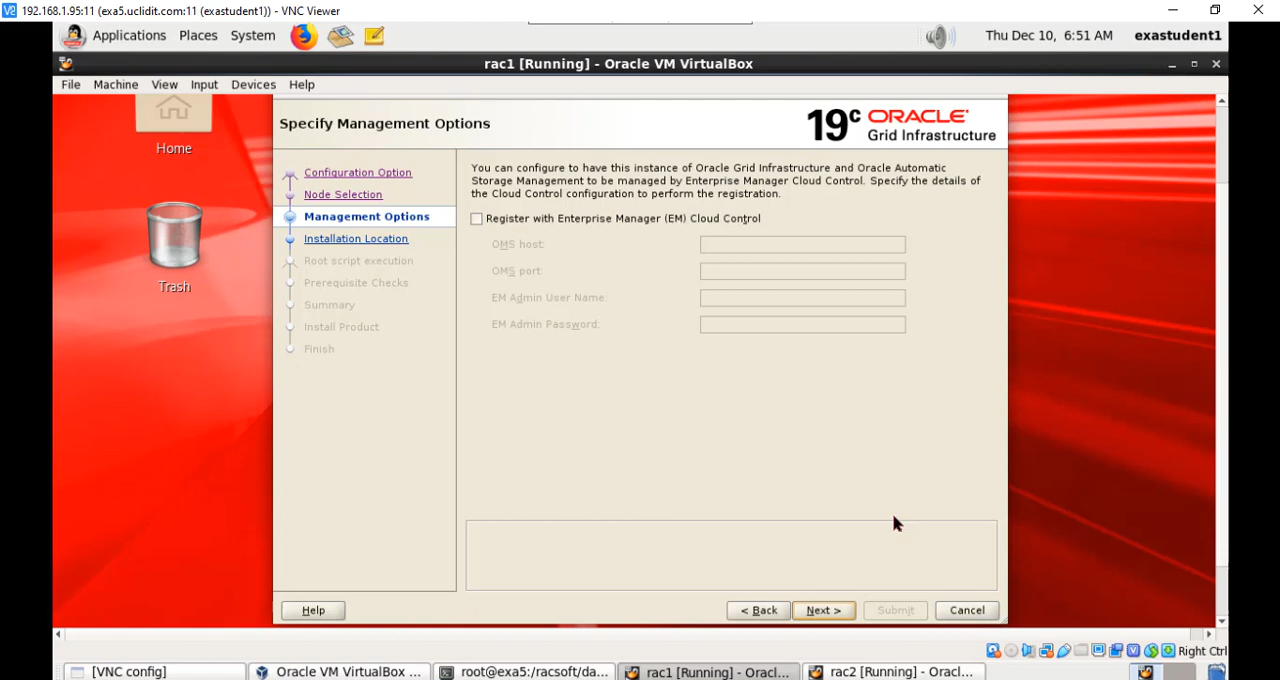 192.168.1.95:11 (exa5.uclidit.com:11 (exastudent1)) - VNC Viewer
Applications Places System Thu Dec 10, 6:51 AM exastudent1
rac1 [Running] - Oracle VM VirtualBox
File Machine View Input Devices Help
Specify Management Options
19c ORACLE
Grid Infrastructure
Home
Trash
Configuration Option
Node Selection
Management Options
Installation Location
Root script execution
Prerequisite Checks
Summary
Install Product
Finish
You can configure to have this instance of Oracle Grid Infrastructure and Oracle Automatic
Storage Management to be managed by Enterprise Manager Cloud Control. Specify the details of
the Cloud Control configuration to perform the registration.
Register with Enterprise Manager (EM) Cloud Control
OMS host:
OMS port:
EM Admin User Name:
EM Admin Password:
Help < Back Next > Submit Cancel
Right Ctrl
[VNC config] Oracle VM VirtualBox ... root@exa5:/racsoft/da... rac1 [Running] - Oracl... rac2 [Running] - Oracl...